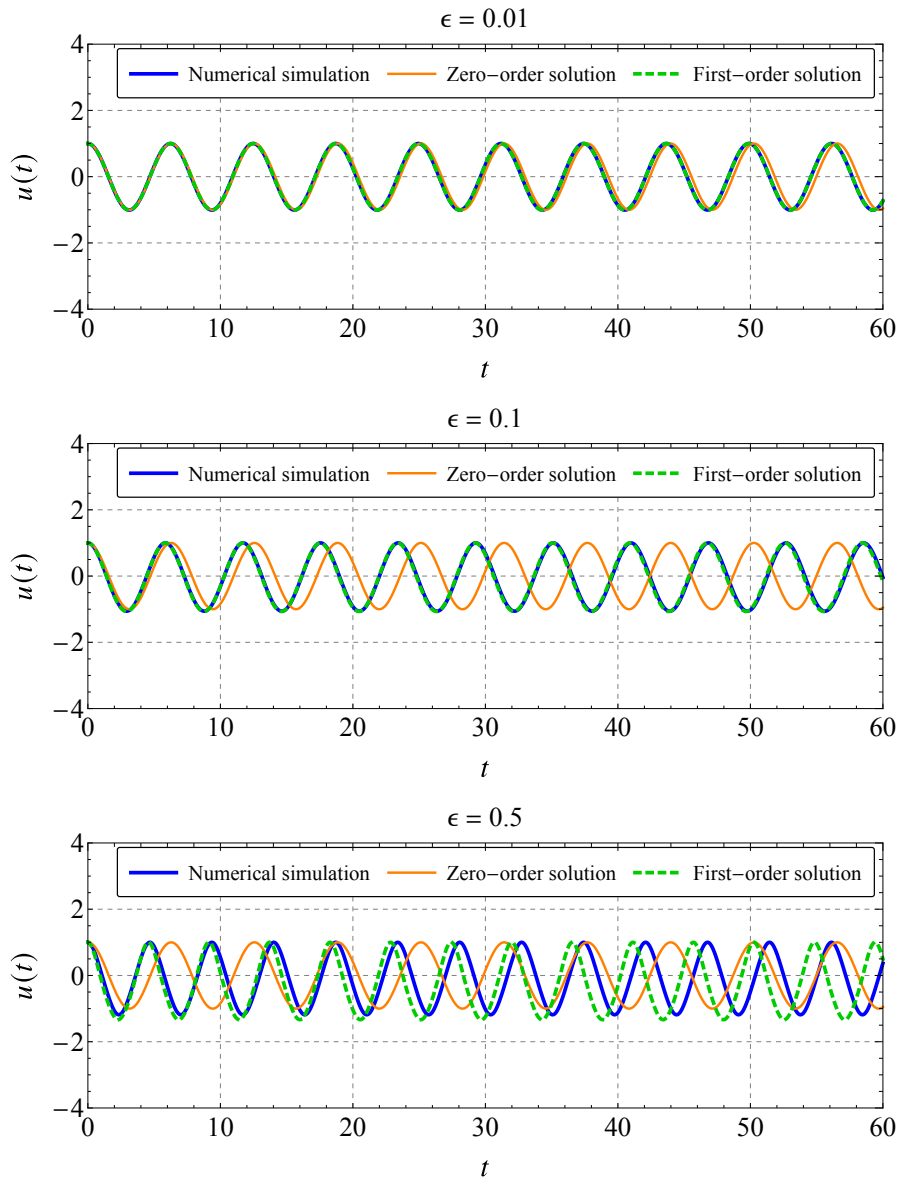 ϵ = 0.01
Numerical simulation Zero−order solution First−order solution
4
2
0
−2
−4
u(t)
0 10 20 30 40 50 60
t
ϵ = 0.1
Numerical simulation Zero−order solution First−order solution
4
2
0
−2
−4
u(t)
0 10 20 30 40 50 60
t
ϵ = 0.5
Numerical simulation Zero−order solution First−order solution
4
2
0
−2
−4
u(t)
0 10 20 30 40 50 60
t